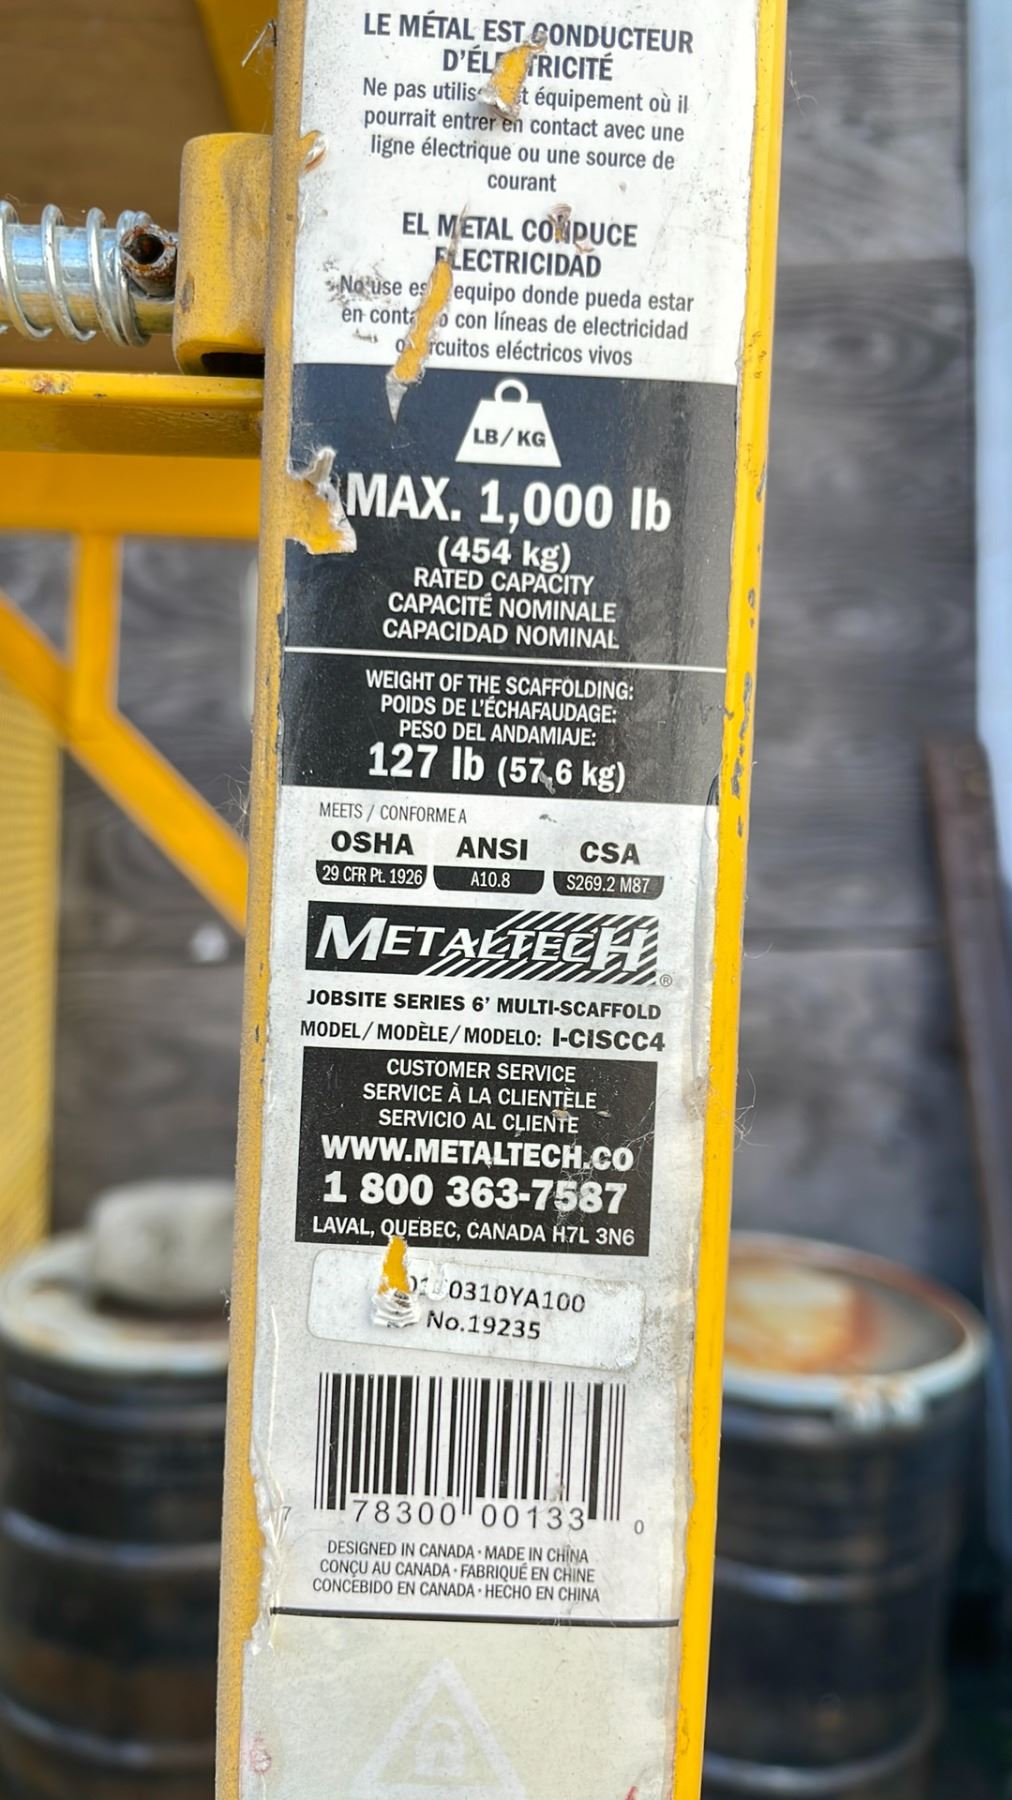 LE MÉTAL EST CONDUCTEUR
D'ÉLECTRICITÉ
Ne pas utiliser cet équipement où il
pourrait entrer en contact avec une
ligne électrique ou une source de
courant
EL METAL CONDUCE
ELECTRICIDAD
No use este equipo donde pueda estar
en contacto con líneas de electricidad
o circuitos eléctricos vivos
LB/KG
MAX. 1,000 lb
(454 kg)
RATED CAPACITY
CAPACITÉ NOMINALE
CAPACIDAD NOMINAL
WEIGHT OF THE SCAFFOLDING:
POIDS DE L'ÉCHAFAUDAGE:
PESO DEL ANDAMIAJE:
127 lb (57,6 kg)
MEETS / CONFORME A
OSHA ANSI CSA
29 CFR Pt. 1926 A10.8 S269.2 M87
METALTECH®
JOBSITE SERIES 6' MULTI-SCAFFOLD
MODEL/MODÈLE/MODELO: I-CISCC4
CUSTOMER SERVICE
SERVICE À LA CLIENTÈLE
SERVICIO AL CLIENTE
WWW.METALTECH.CO
1 800 363-7587
LAVAL, QUEBEC, CANADA H7L 3N6
0310YA100
No.19235
7 78300 00133 0
DESIGNED IN CANADA · MADE IN CHINA
CONÇU AU CANADA · FABRIQUÉ EN CHINE
CONCEBIDO EN CANADA · HECHO EN CHINA